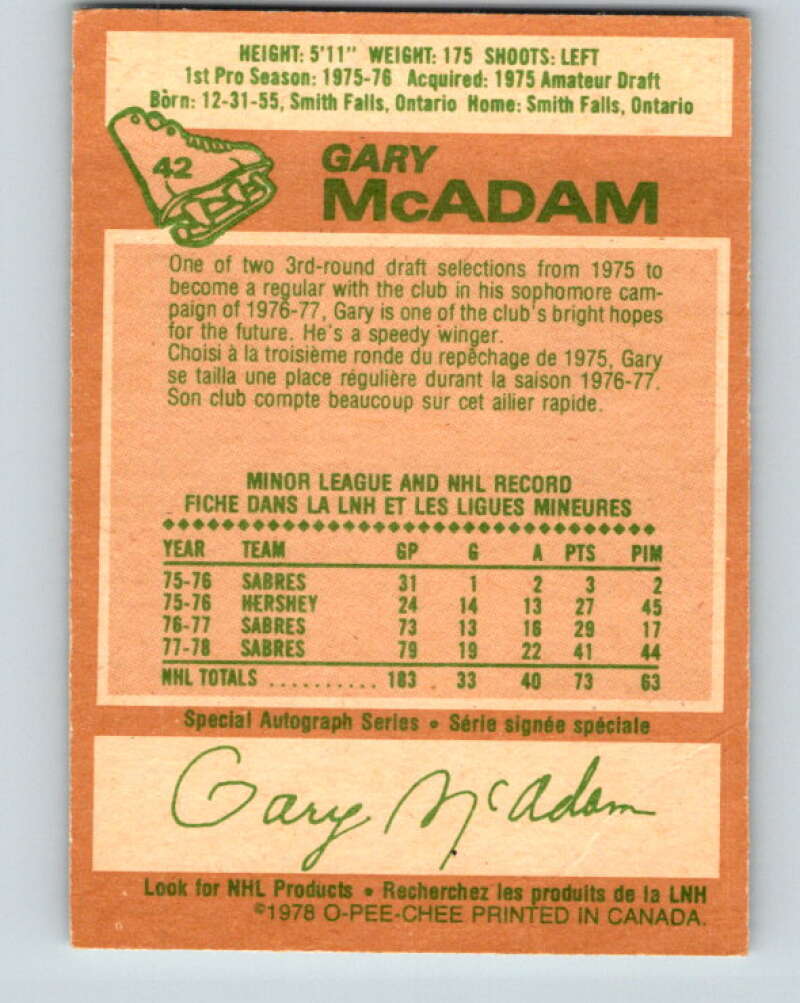 HEIGHT: 5'11" WEIGHT: 175 SHOOTS: LEFT
1st Pro Season: 1975-76 Acquired: 1975 Amateur Draft
Born: 12-31-55, Smith Falls, Ontario Home: Smith Falls, Ontario
42
GARY
McADAM
One of two 3rd-round draft selections from 1975 to
become a regular with the club in his sophomore cam-
paign of 1976-77, Gary is one of the club's bright hopes
for the future. He's a speedy winger.
Choisi à la troisième ronde du repêchage de 1975, Gary
se tailla une place régulière durant la saison 1976-77.
Son club compte beaucoup sur cet ailier rapide.
MINOR LEAGUE AND NHL RECORD
FICHE DANS LA LNH ET LES LIGUES MINEURES
YEAR TEAM GP G A PTS PIM
75-76 SABRES 31 1 2 3 2
75-76 HERSHEY 24 14 13 27 45
76-77 SABRES 73 13 16 29 17
77-78 SABRES 79 19 22 41 44
NHL TOTALS .......... 183 33 40 73 63
Special Autograph Series • Série signée spéciale
Gary McAdam
Look for NHL Products • Recherchez les produits de la LNH
©1978 O-PEE-CHEE PRINTED IN CANADA.